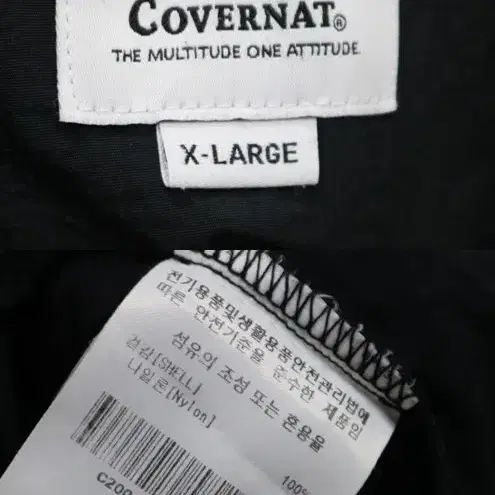 COVERNAT®
THE MULTITUDE ONE ATTITUDE
X-LARGE
전기용품및생활용품안전관리법에
따른 안전기준을 준수한 제품임
섬유의 조성 또는 혼용율
겉감[SHELL]
나일론[Nylon]
100%
C200